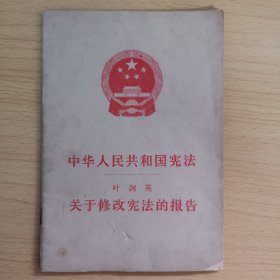 中华人民共和国宪法
叶剑英
关于修改宪法的报告